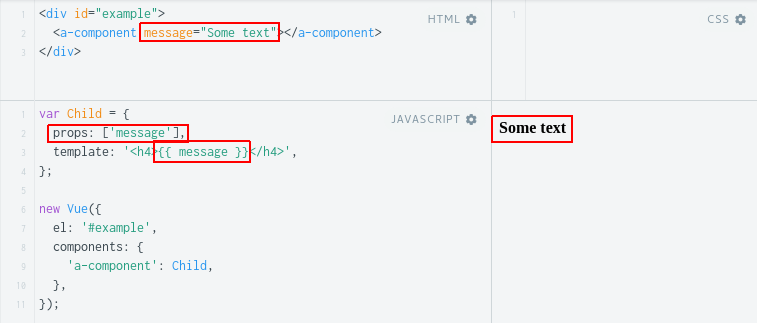 1 <div id="example">
2 <a-component message="Some text"></a-component>
3 </div>
HTML
1
CSS
1 var Child = {
2 props: ['message'],
3 template: '<h4>{{ message }}</h4>',
4 };
5
6 new Vue({
7 el: '#example',
8 components: {
9 'a-component': Child,
10 },
11 });
JAVASCRIPT
Some text